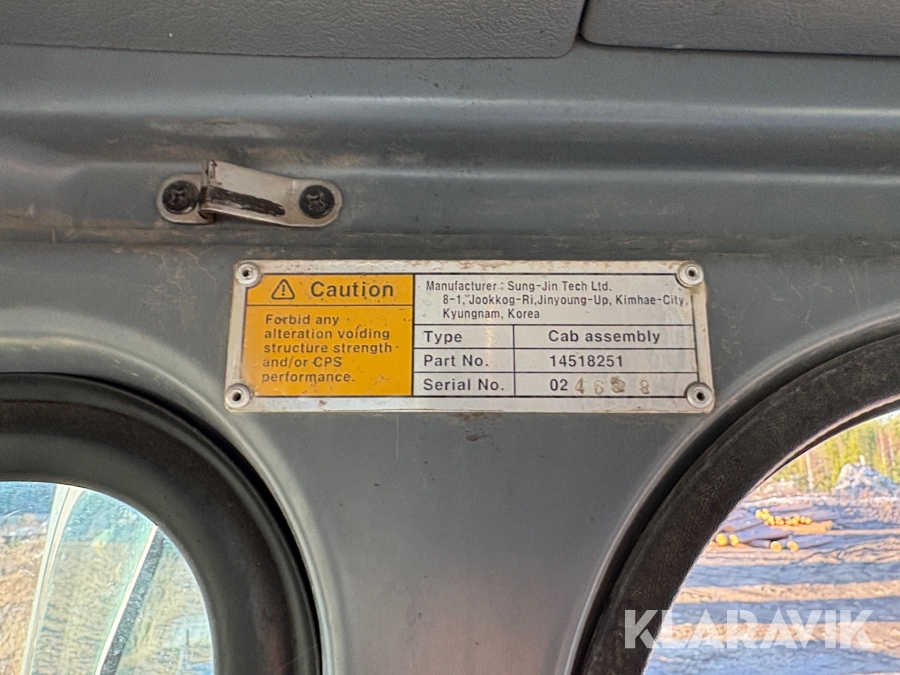 Caution
Forbid any
alteration voiding
structure strength
and/or CPS
performance.
Manufacturer : Sung-Jin Tech Ltd.
8-1, Jookkog-Ri,Jinyoung-Up, Kimhae-City,
Kyungnam, Korea
Type Cab assembly
Part No. 14518251
Serial No.
KLARAVIK